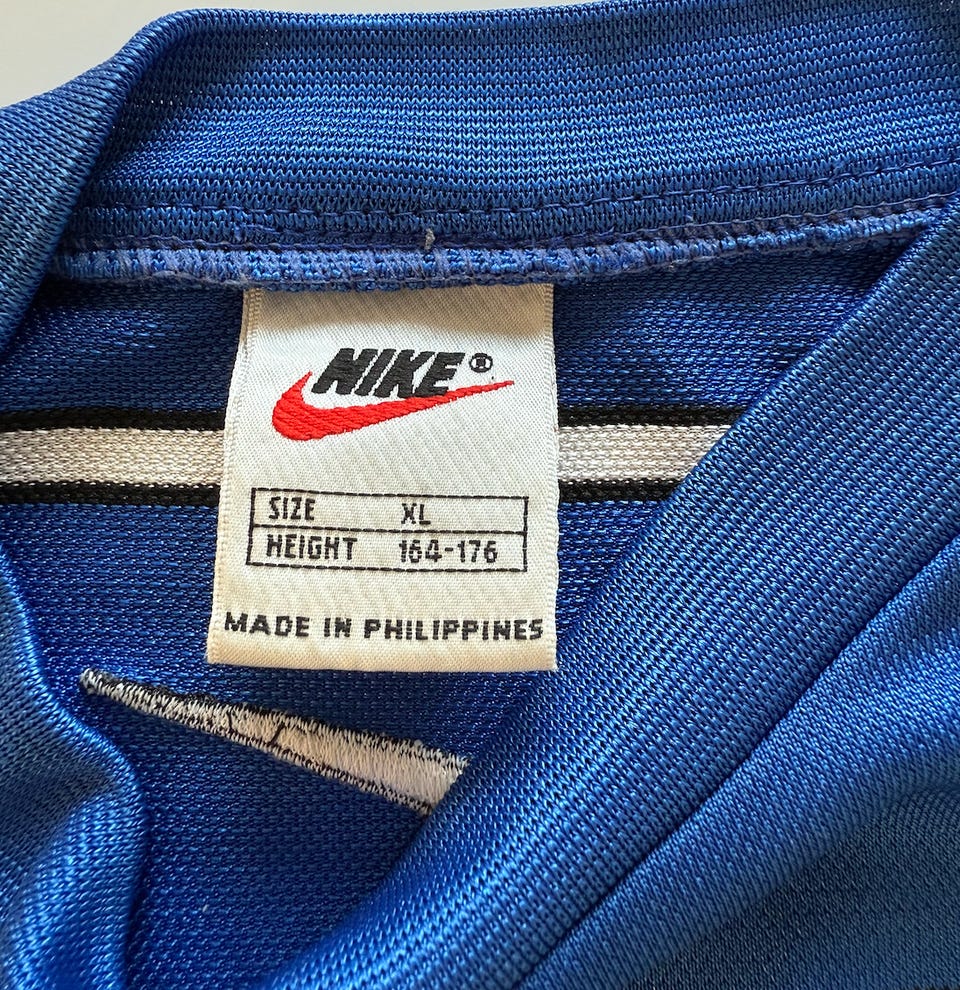 NIKE®
SIZE XL
HEIGHT 164-176
MADE IN PHILIPPINES